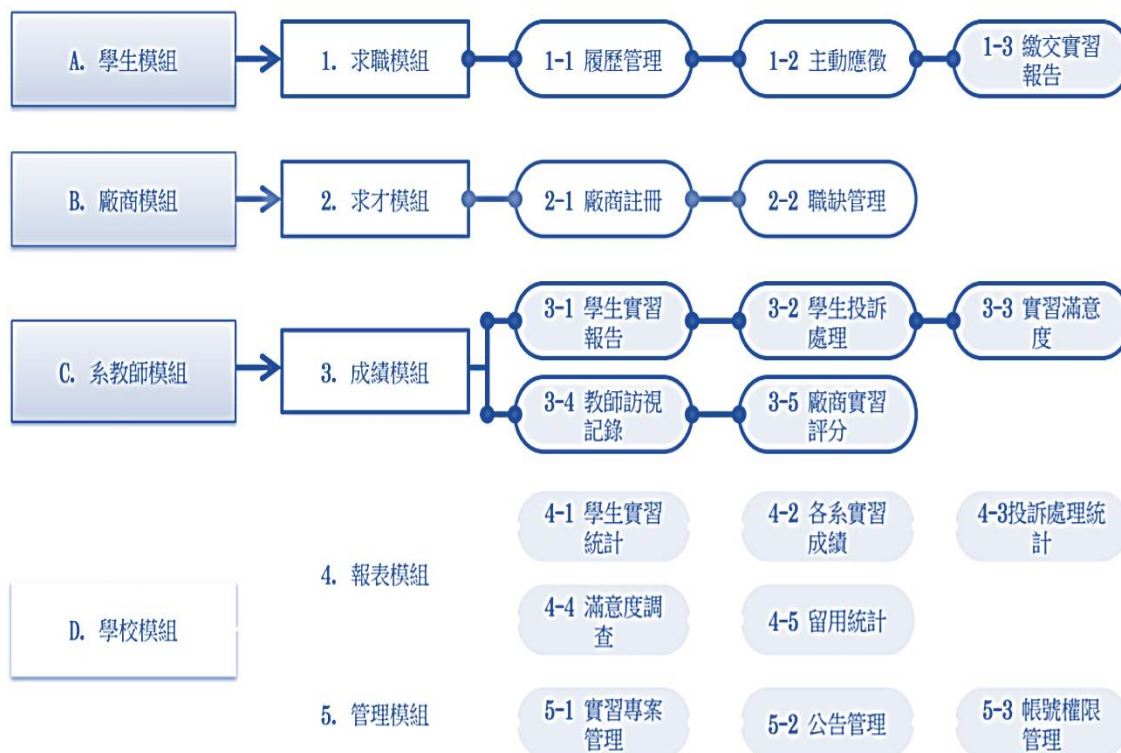 A. 學生模組
1. 求職模組
1-1 履歷管理
1-2 主動應徵
1-3 繳交實習
報告
B. 廠商模組
2. 求才模組
2-1 廠商註冊
2-2 職缺管理
C. 系教師模組
3. 成績模組
3-1 學生實習
報告
3-2 學生投訴
處理
3-3 實習滿意
度
3-4 教師訪視
記錄
3-5 廠商實習
評分
D. 學校模組
4. 報表模組
4-1 學生實習
統計
4-2 各系實習
成績
4-3投訴處理統
計
4-4 滿意度調
查
4-5 留用統計
5. 管理模組
5-1 實習專案
管理
5-2 公告管理
5-3 帳號權限
管理